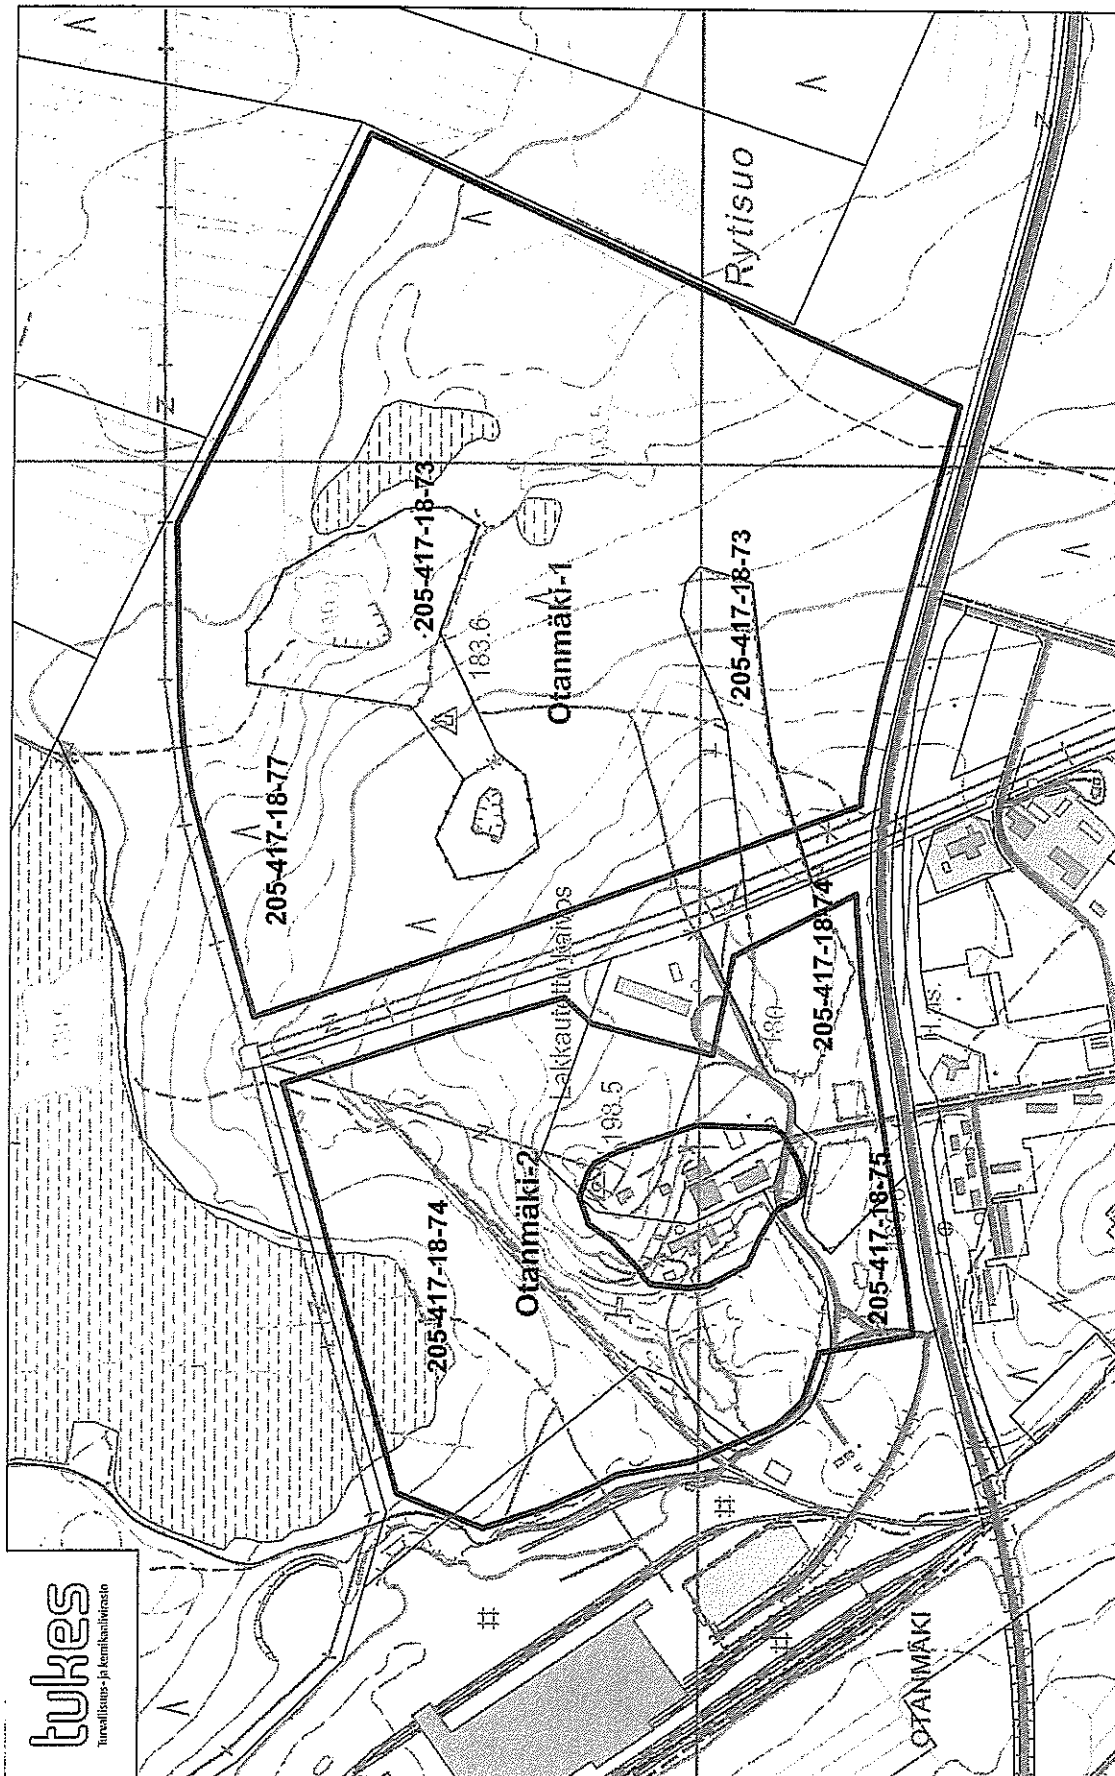 tukes
Turvallisuus- ja kemikaalivirasto
205-417-18-77
205-417-18-73
183.6
Otanmäki-1
205-417-18-73
Rytisuo
205-417-18-74
Otanmäki-2
Lakkautettu kaivos
198.5
180
205-417-18-74
205-417-18-75
OTANMÄKI